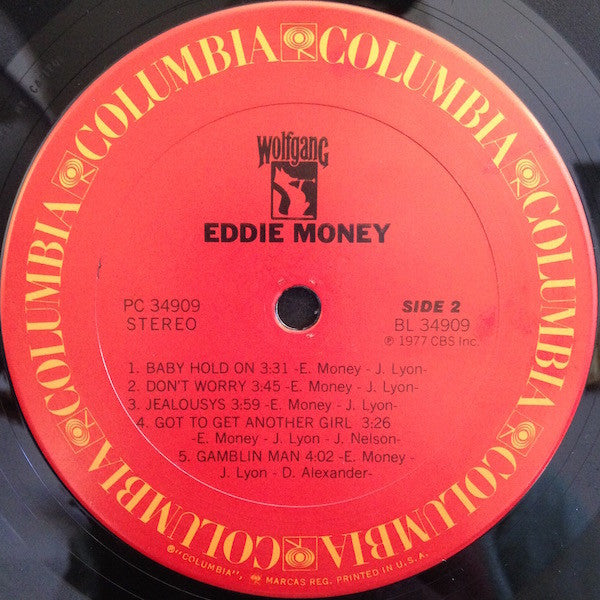 COLUMBIA COLUMBIA COLUMBIA COLUMBIA COLUMBIA COLUMBIA
Wolfgang
EDDIE MONEY
PC 34909
STEREO
SIDE 2
BL 34909
Ⓟ 1977 CBS Inc.
1. BABY HOLD ON 3:31 -E. Money - J. Lyon-
2. DON'T WORRY 3:45 -E. Money - J. Lyon-
3. JEALOUSYS 3:59 -E. Money - J. Lyon-
4. GOT TO GET ANOTHER GIRL 3:26
-E. Money - J. Lyon - J. Nelson-
5. GAMBLIN MAN 4:02 -E. Money -
J. Lyon - D. Alexander-
®"COLUMBIA", MARCAS REG. PRINTED IN U.S.A.